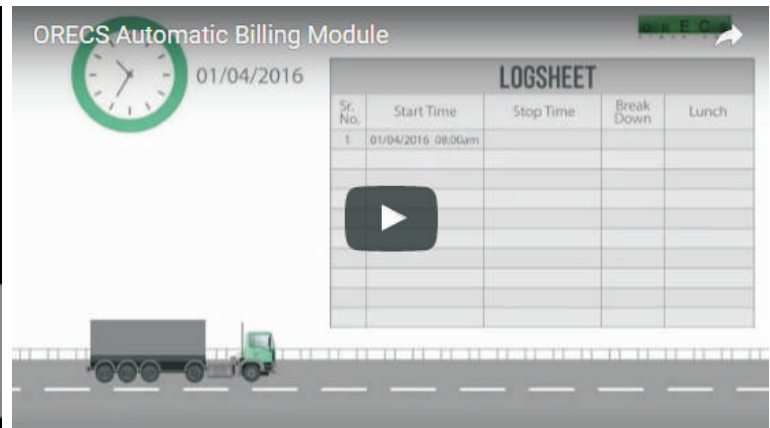 ORECS Automatic Billing Module
01/04/2016
LOGSHEET
Sr. No.
Start Time
Stop Time
Break Down
Lunch
1
01/04/2016 08:00am